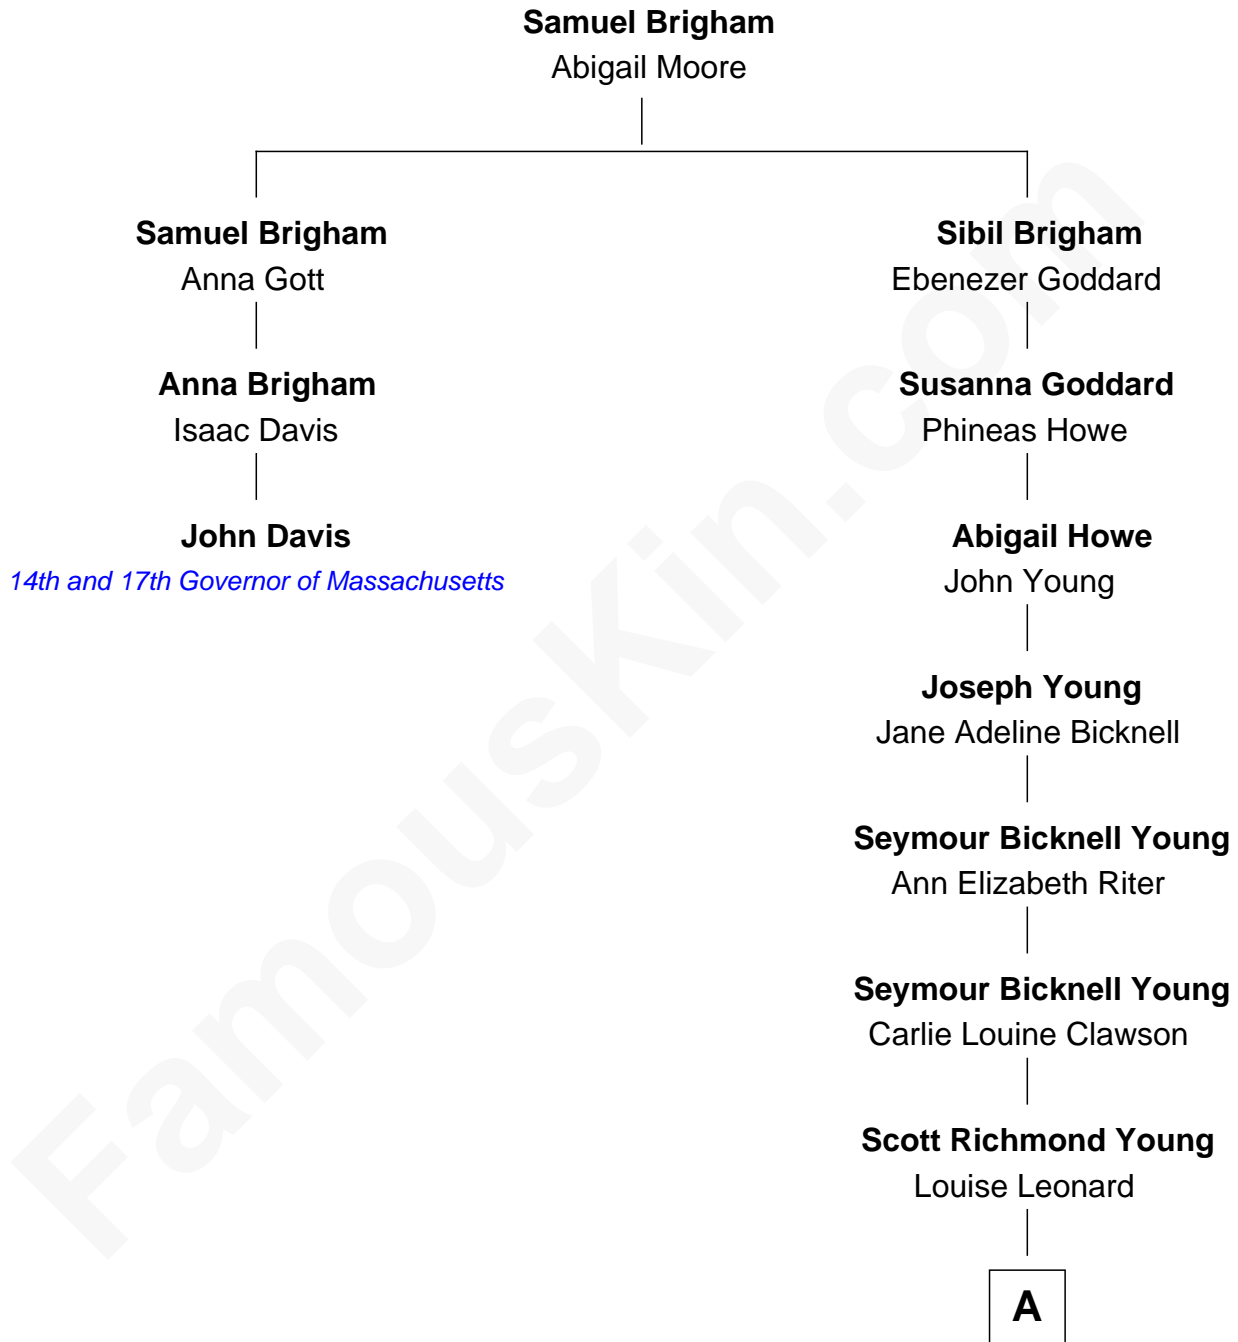 Samuel Brigham
Abigail Moore
Samuel Brigham
Anna Gott
Anna Brigham
Isaac Davis
John Davis
14th and 17th Governor of Massachusetts
Sibil Brigham
Ebenezer Goddard
Susanna Goddard
Phineas Howe
Abigail Howe
John Young
Joseph Young
Jane Adeline Bicknell
Seymour Bicknell Young
Ann Elizabeth Riter
Seymour Bicknell Young
Carlie Louine Clawson
Scott Richmond Young
Louise Leonard
A
FamousKin.com